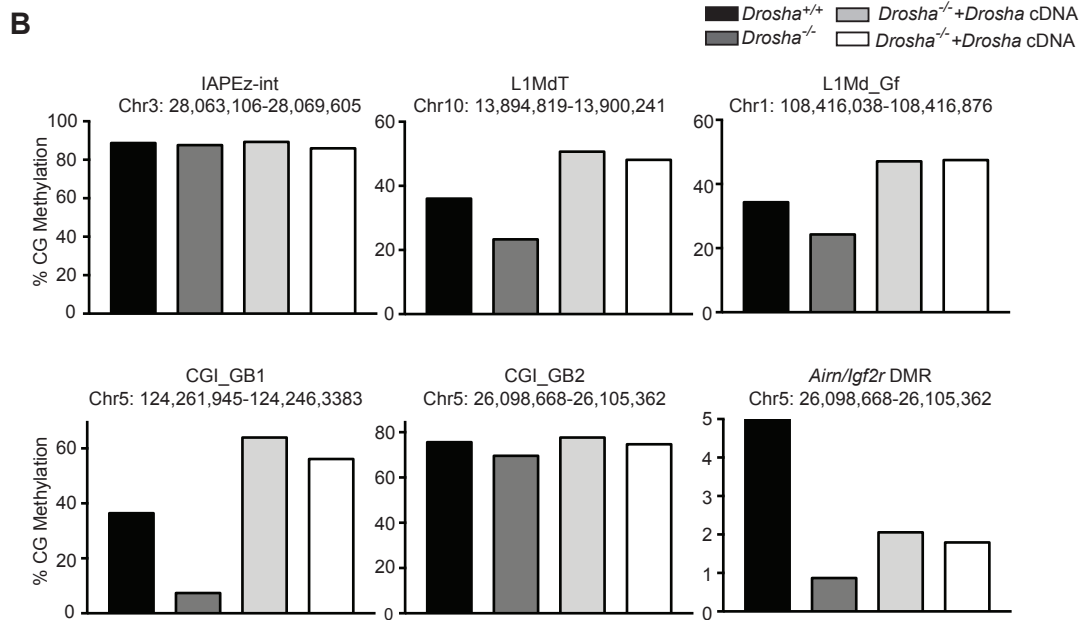 B
Drosha+/+
Drosha-/-+Drosha cDNA
Drosha-/-
Drosha-/-+Drosha cDNA
IAPEz-int
Chr3: 28,063,106-28,069,605
% CG Methylation
100
80
60
40
20
0
L1MdT
Chr10: 13,894,819-13,900,241
60
40
20
0
L1Md_Gf
Chr1: 108,416,038-108,416,876
60
40
20
0
CGI_GB1
Chr5: 124,261,945-124,246,3383
% CG Methylation
60
40
20
0
CGI_GB2
Chr5: 26,098,668-26,105,362
80
60
40
20
0
Airn/Igf2r DMR
Chr5: 26,098,668-26,105,362
5
4
3
2
1
0